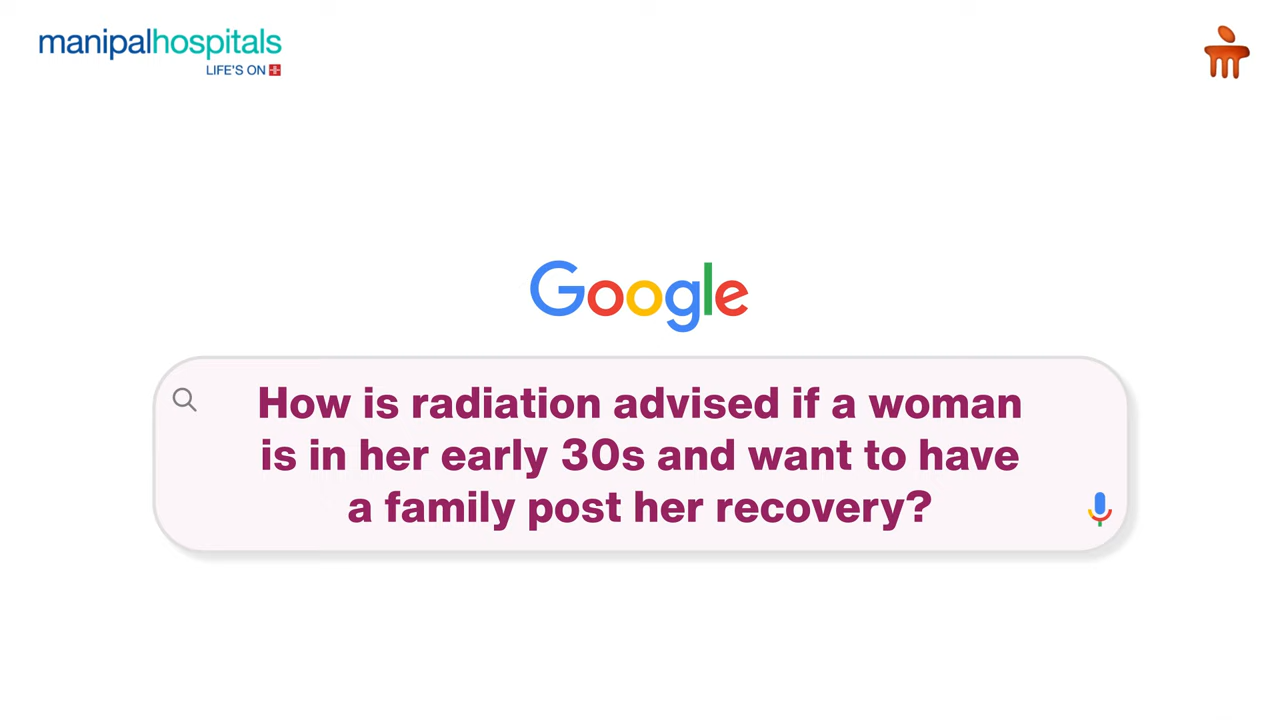 manipalhospitals
LIFE'S ON
Google
How is radiation advised if a woman
is in her early 30s and want to have
a family post her recovery?